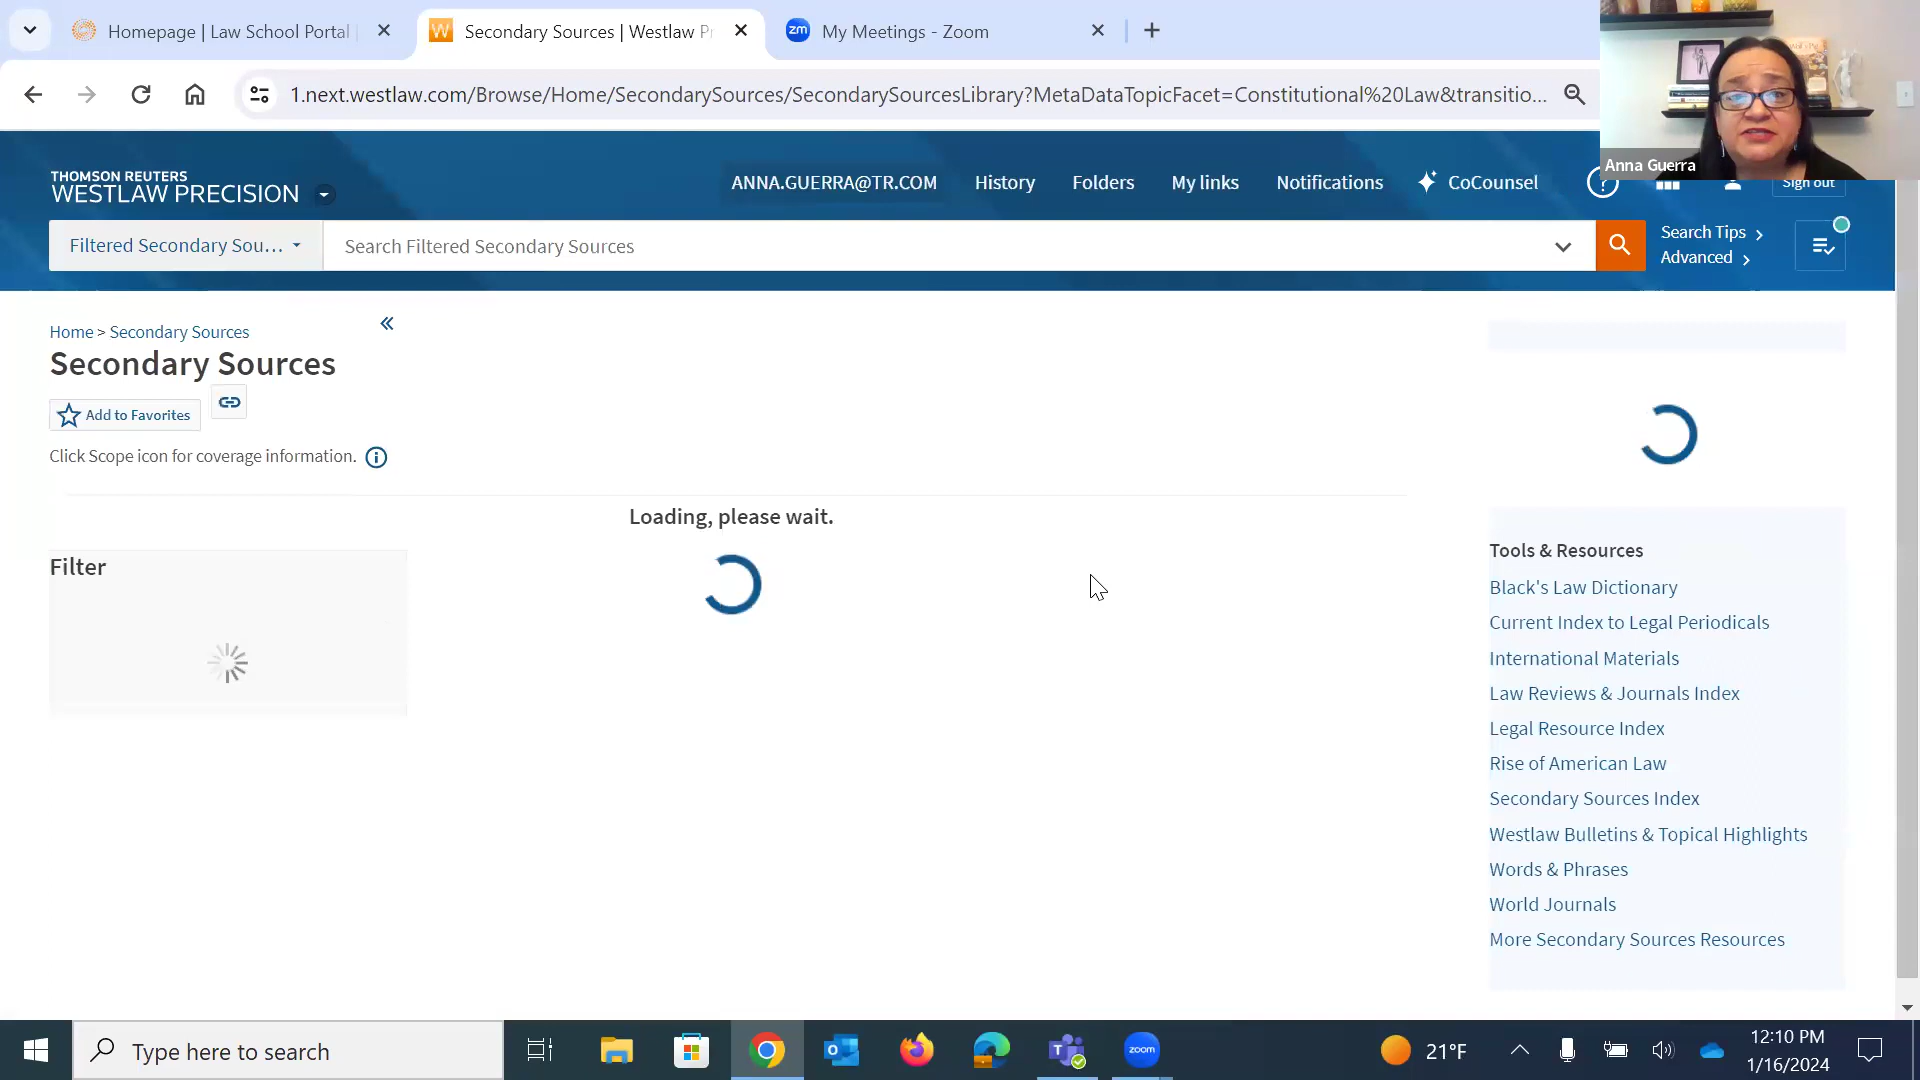 Homepage | Law School Portal |
Secondary Sources | Westlaw Pr
My Meetings - Zoom
1.next.westlaw.com/Browse/Home/SecondarySources/SecondarySourcesLibrary?MetaDataTopicFacet=Constitutional%20Law&transitio...
Anna Guerra
THOMSON REUTERS
WESTLAW PRECISION
ANNA.GUERRA@TR.COM
History
Folders
My links
Notifications
CoCounsel
Sign out
Filtered Secondary Sou...
Search Filtered Secondary Sources
Search Tips
Advanced
Home > Secondary Sources
Secondary Sources
Add to Favorites
Click Scope icon for coverage information.
Loading, please wait.
Filter
Tools & Resources
Black's Law Dictionary
Current Index to Legal Periodicals
International Materials
Law Reviews & Journals Index
Legal Resource Index
Rise of American Law
Secondary Sources Index
Westlaw Bulletins & Topical Highlights
Words & Phrases
World Journals
More Secondary Sources Resources
Type here to search
zoom
21°F
12:10 PM
1/16/2024